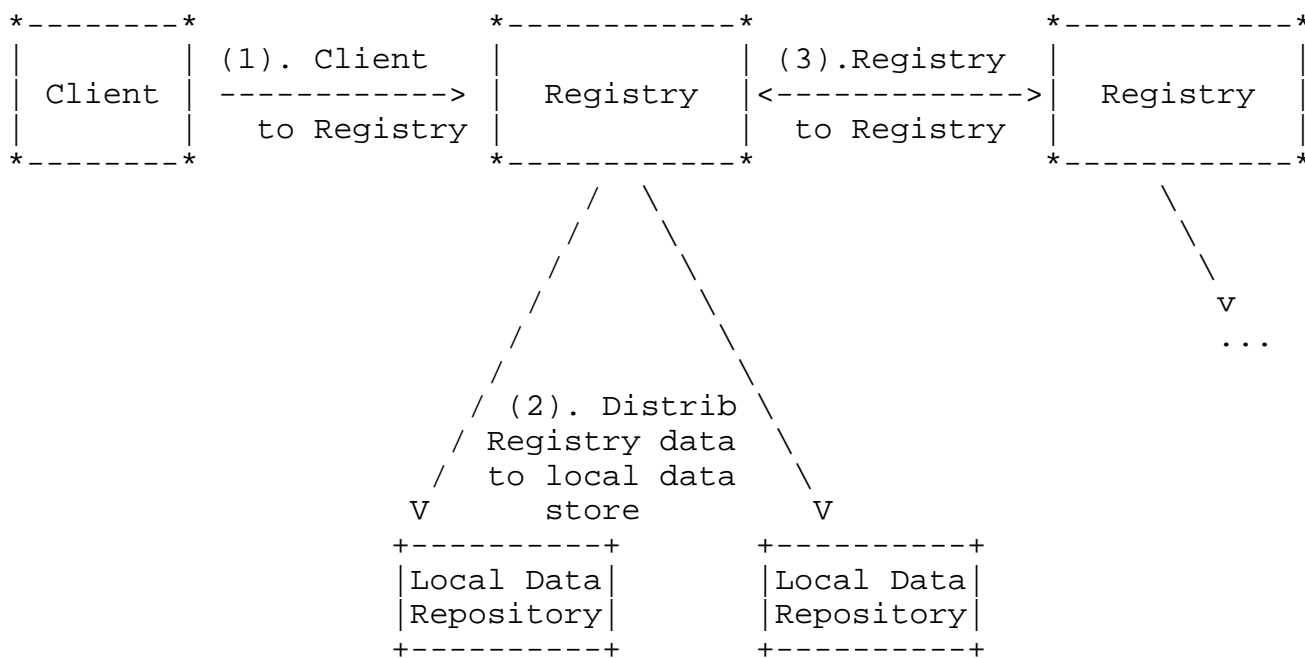 *--------*               *------------*                *------------*
|        | (1). Client   |            | (3).Registry   |            |
| Client | ------------> |  Registry  |<-------------->|  Registry  |
|        |   to Registry |            |  to Registry   |            |
*--------*               *------------*                *------------*
/  \ \
/ \ \
/ \ \
/ \ v
/ \ ...
/ \
/ (2). Distrib \
/ Registry data \
/ to local data \
V store V
+----------+ +----------+
|Local Data| |Local Data|
|Repository| |Repository|
+----------+ +----------+